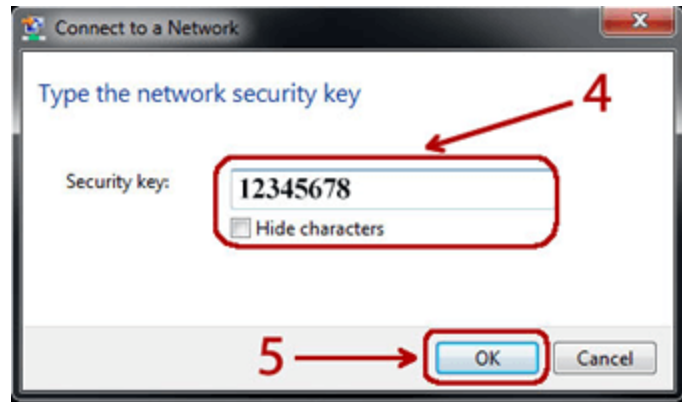 Connect to a Network
Type the network security key
4
Security key:
12345678
Hide characters
5
OK
Cancel